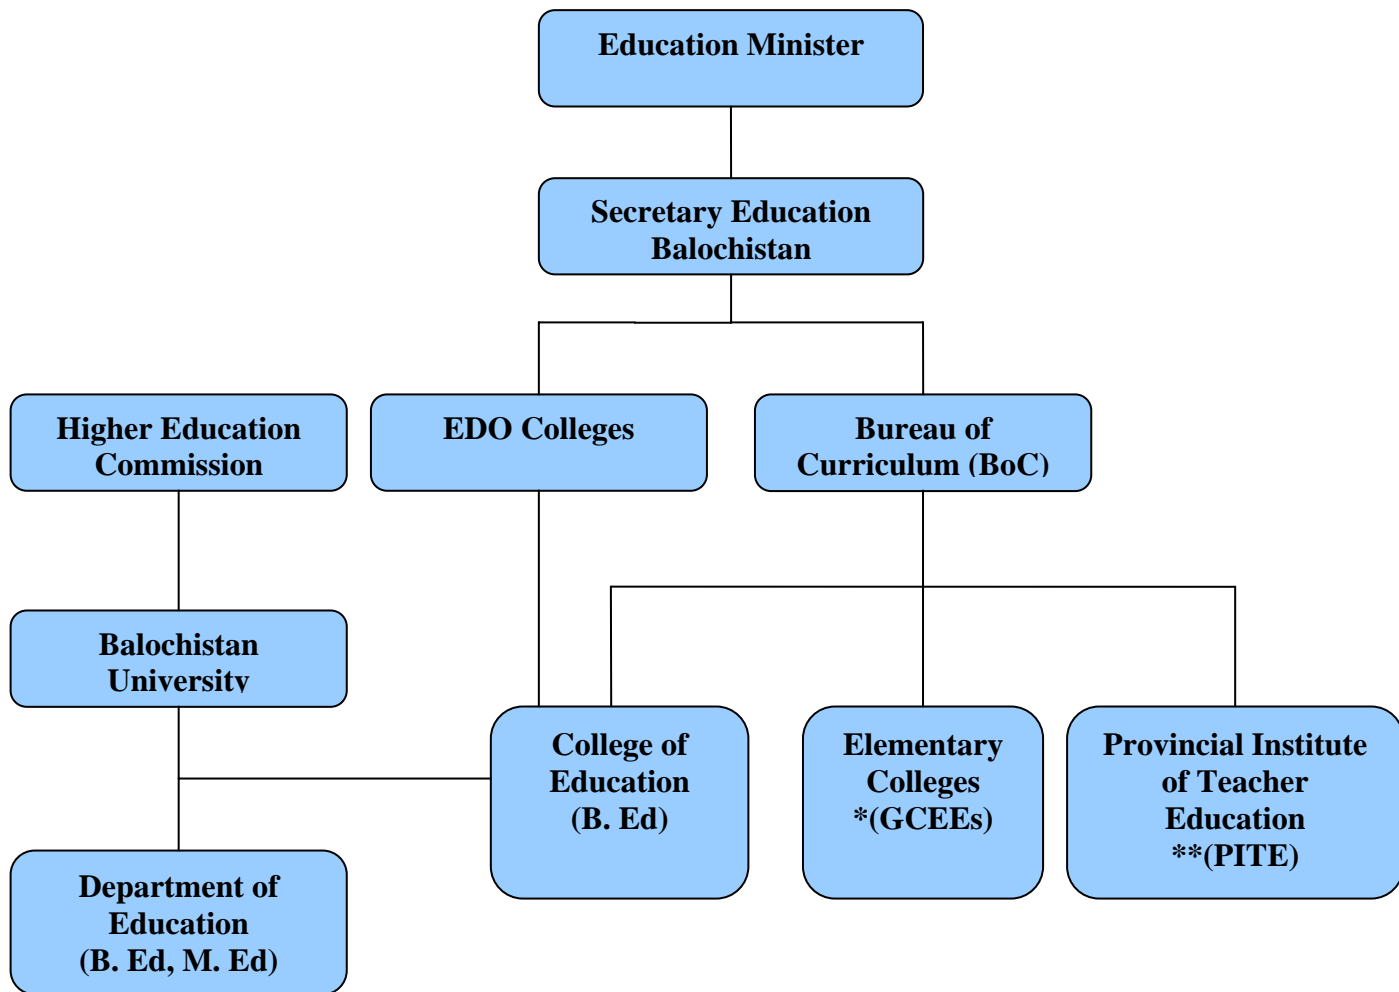 Education Minister
Secretary Education
Balochistan
Higher Education
Commission
EDO Colleges
Bureau of
Curriculum (BoC)
Balochistan
University
College of
Education
(B. Ed)
Elementary
Colleges
*(GCEEs)
Provincial Institute
of Teacher
Education
**(PITE)
Department of
Education
(B. Ed, M. Ed)